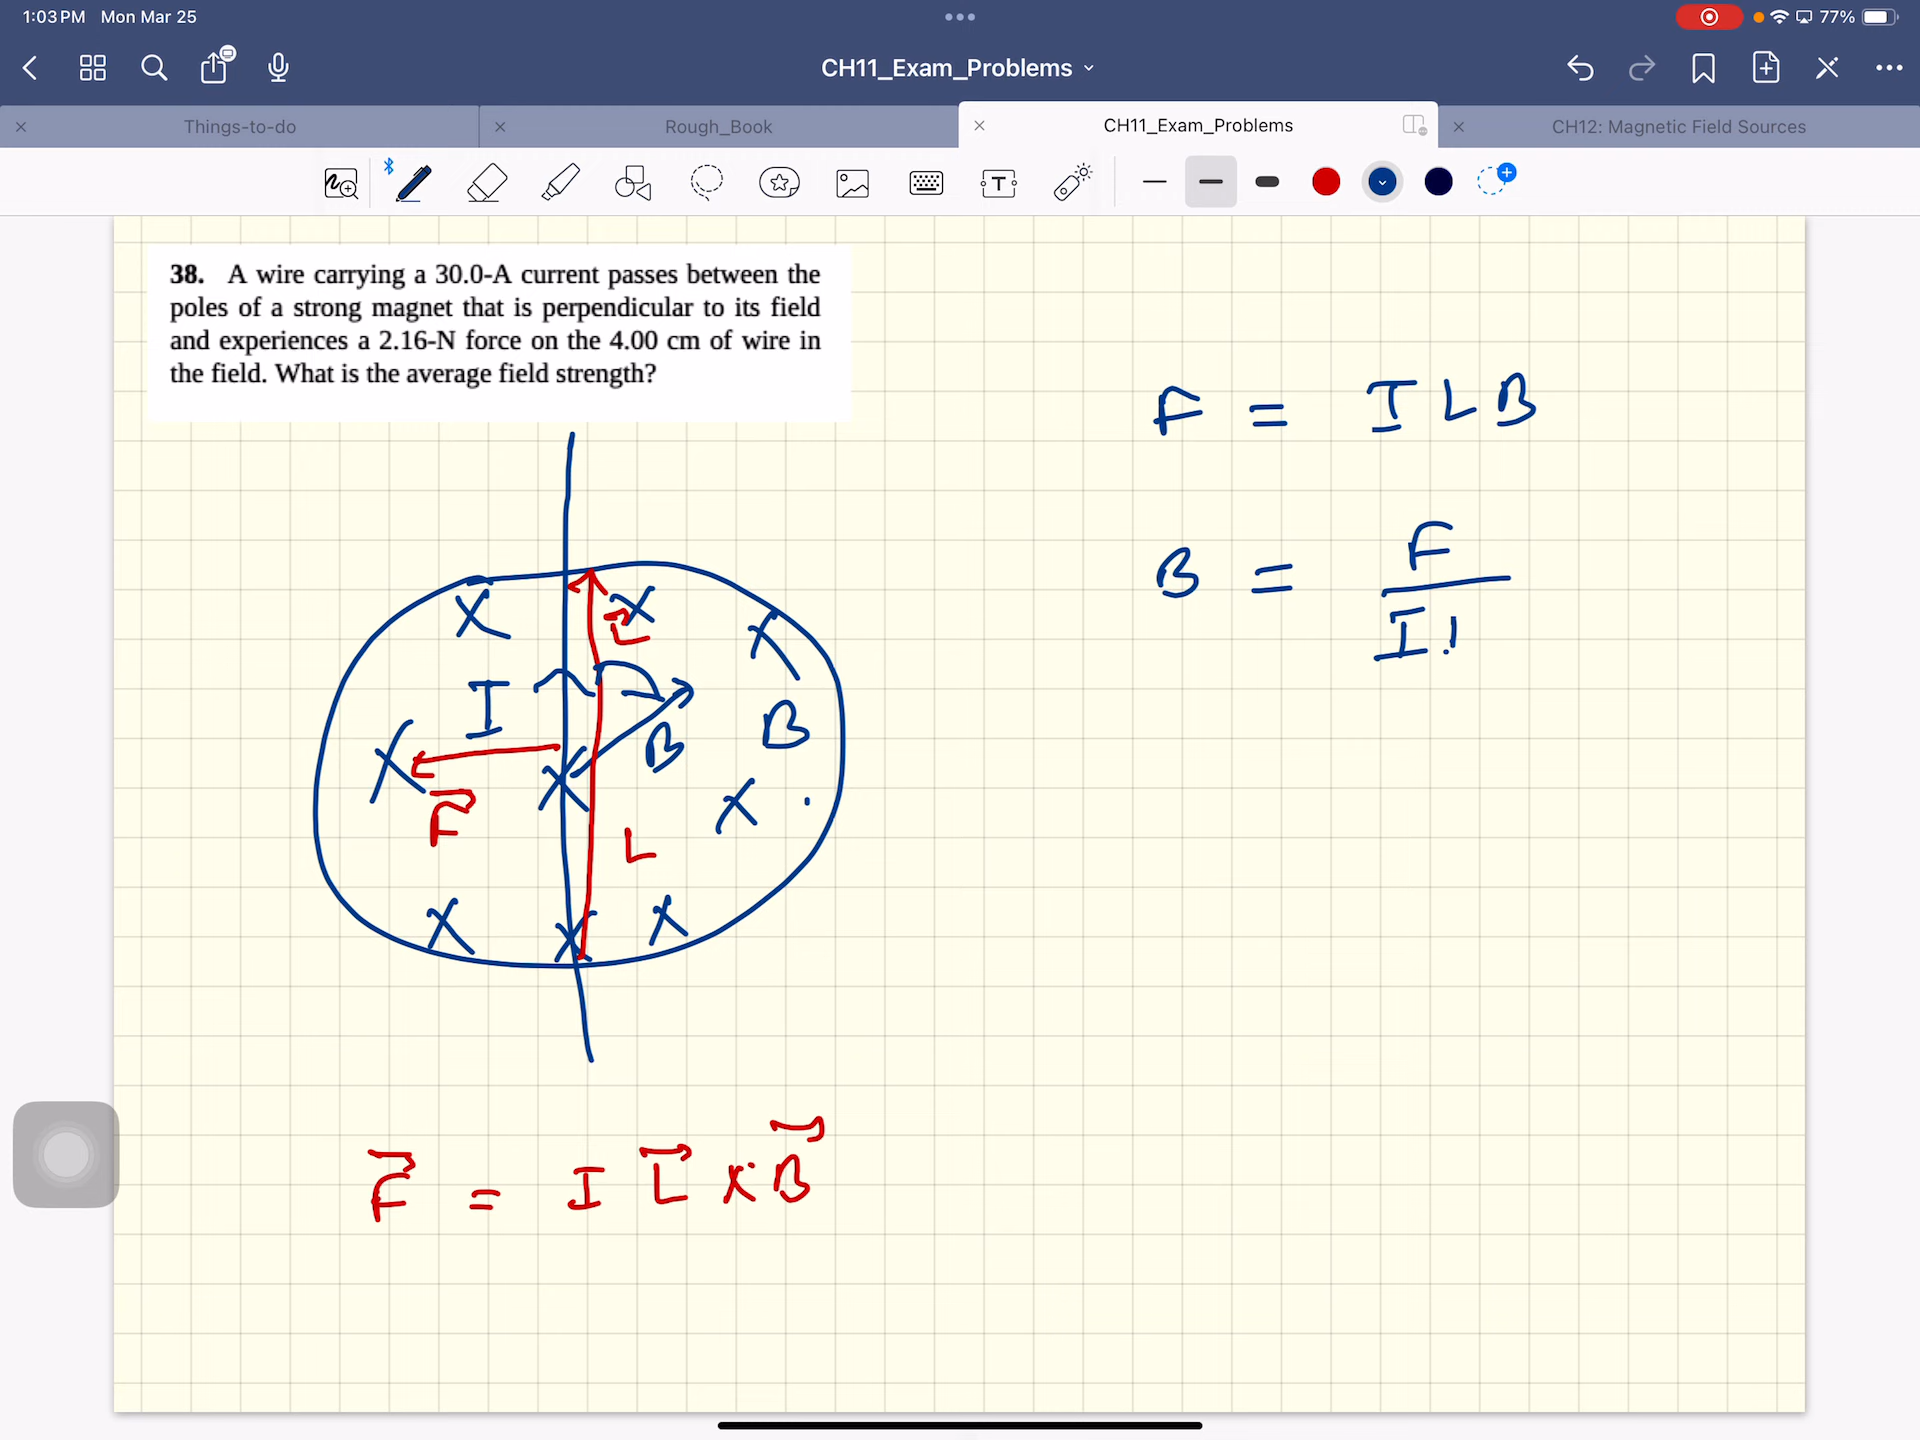 1:03 PM Mon Mar 25
77%
CH11_Exam_Problems
Things-to-do
Rough_Book
CH11_Exam_Problems
CH12: Magnetic Field Sources
T
38. A wire carrying a 30.0-A current passes between the
poles of a strong magnet that is perpendicular to its field
and experiences a 2.16-N force on the 4.00 cm of wire in
the field. What is the average field strength?
F = I L B
B = F
I
X X X
L
I
B B
X X X
F
L
X X X
F = I L × B